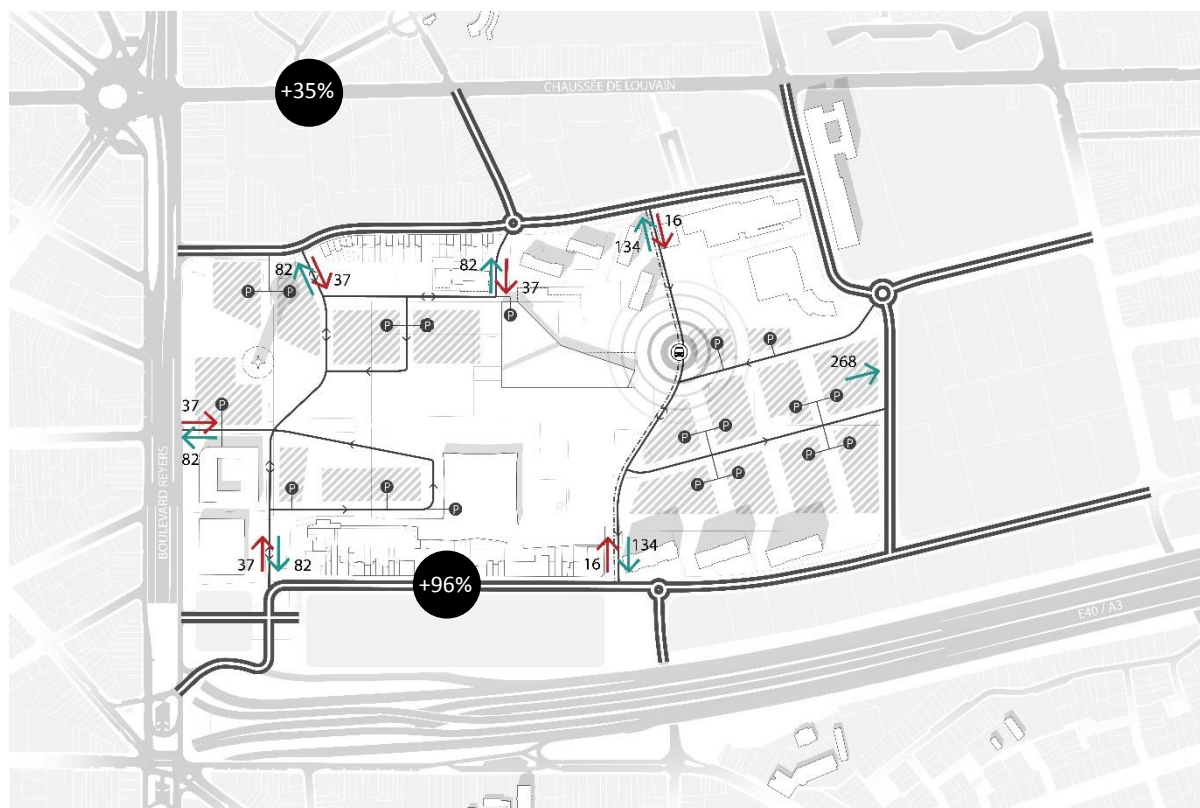 +35%
CHAUSSÉE DE LOUVAIN
16
134
82
37
82
37
P
P
P
P
P
P
P
268
37
P
P
P
82
BOULEVARD REYERS
P
P
P
P
P
P
P
P
134
37
82
16
+96%
E40 / A3